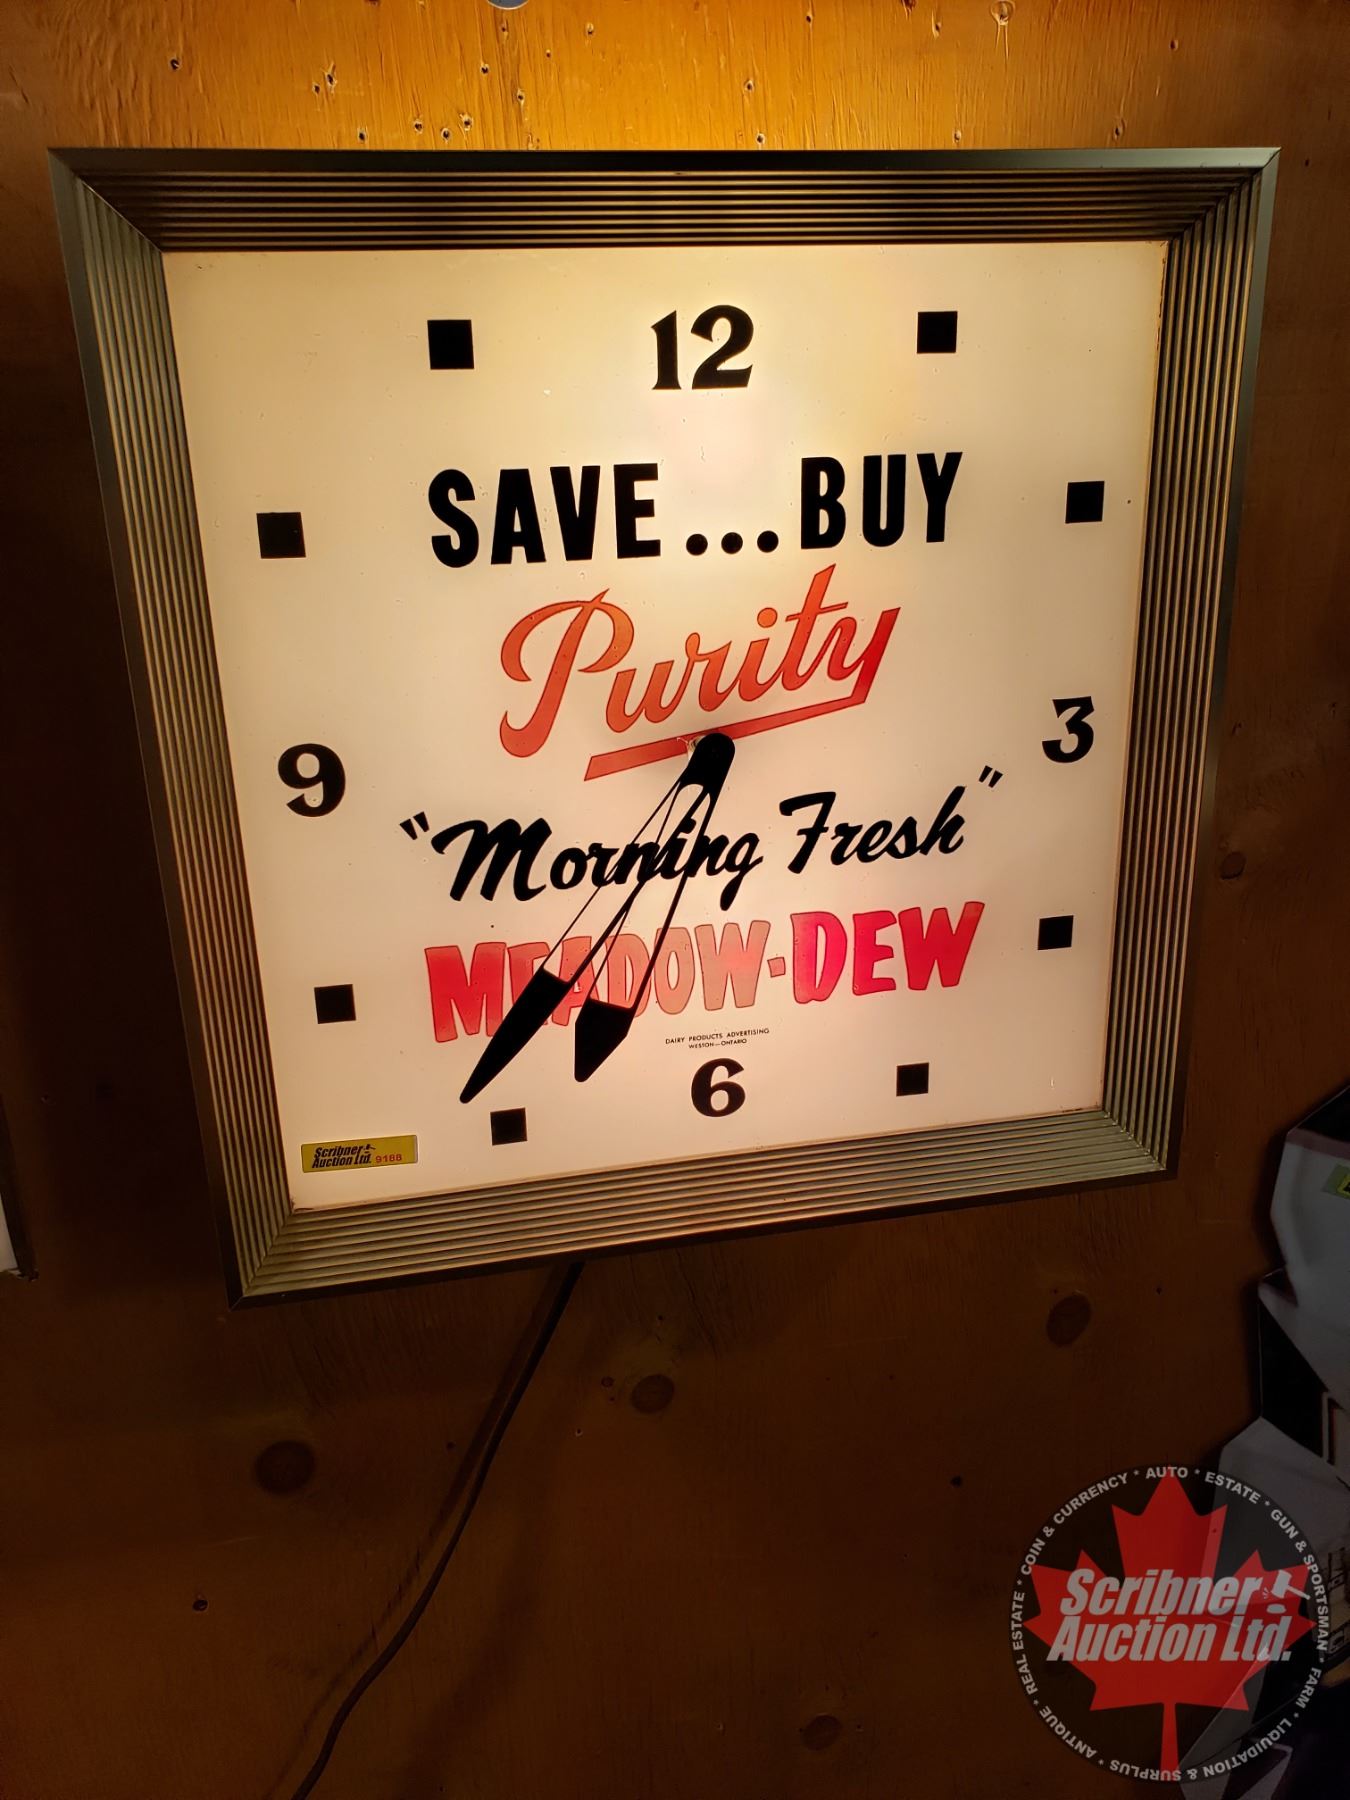 12
SAVE...BUY
Purity
9
3
"Morning Fresh"
MEADOW-DEW
DAIRY PRODUCTS ADVERTISING
WESTON—ONTARIO
6
Scribner
Auction Ltd. 9188
COIN & CURRENCY * AUTO * ESTATE * GUN & SPORTSMAN * FARM * LIQUIDATION & SURPLUS * ANTIQUE * REAL ESTATE *
Scribner
Auction Ltd.